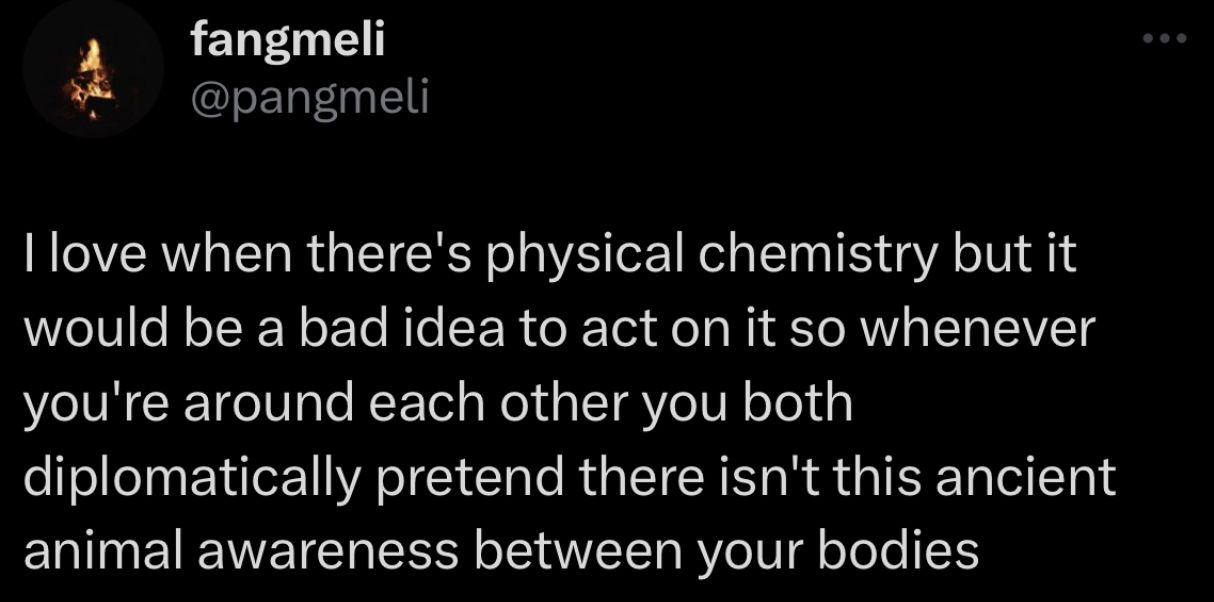 fangmeli
@pangmeli
I love when there's physical chemistry but it
would be a bad idea to act on it so whenever
you're around each other you both
diplomatically pretend there isn't this ancient
animal awareness between your bodies